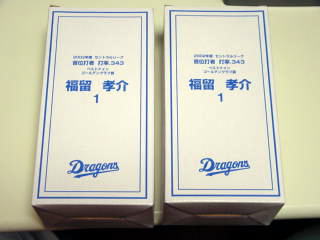 2002年度 セントラルリーグ
首位打者 打率.343
ベストナイン
ゴールデングラブ賞
福留 孝介
1
Dragons
2002年度 セントラルリーグ
首位打者 打率.343
ベストナイン
ゴールデングラブ賞
福留 孝介
1
Dragons